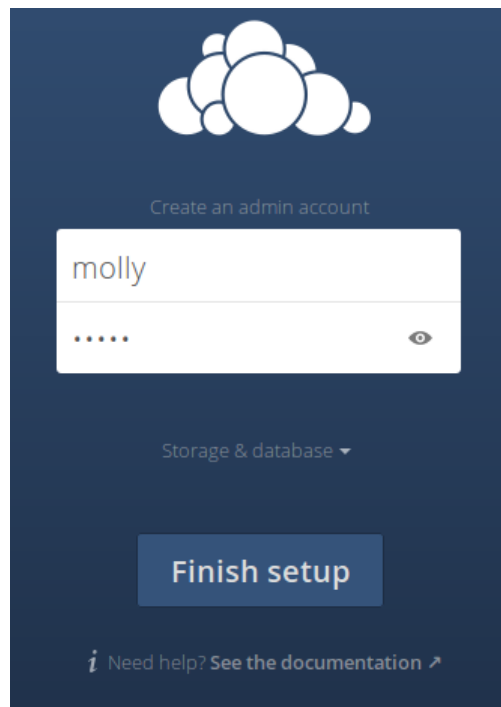 Create an admin account
molly
•••••
Storage & database
Finish setup
i Need help? See the documentation ↗